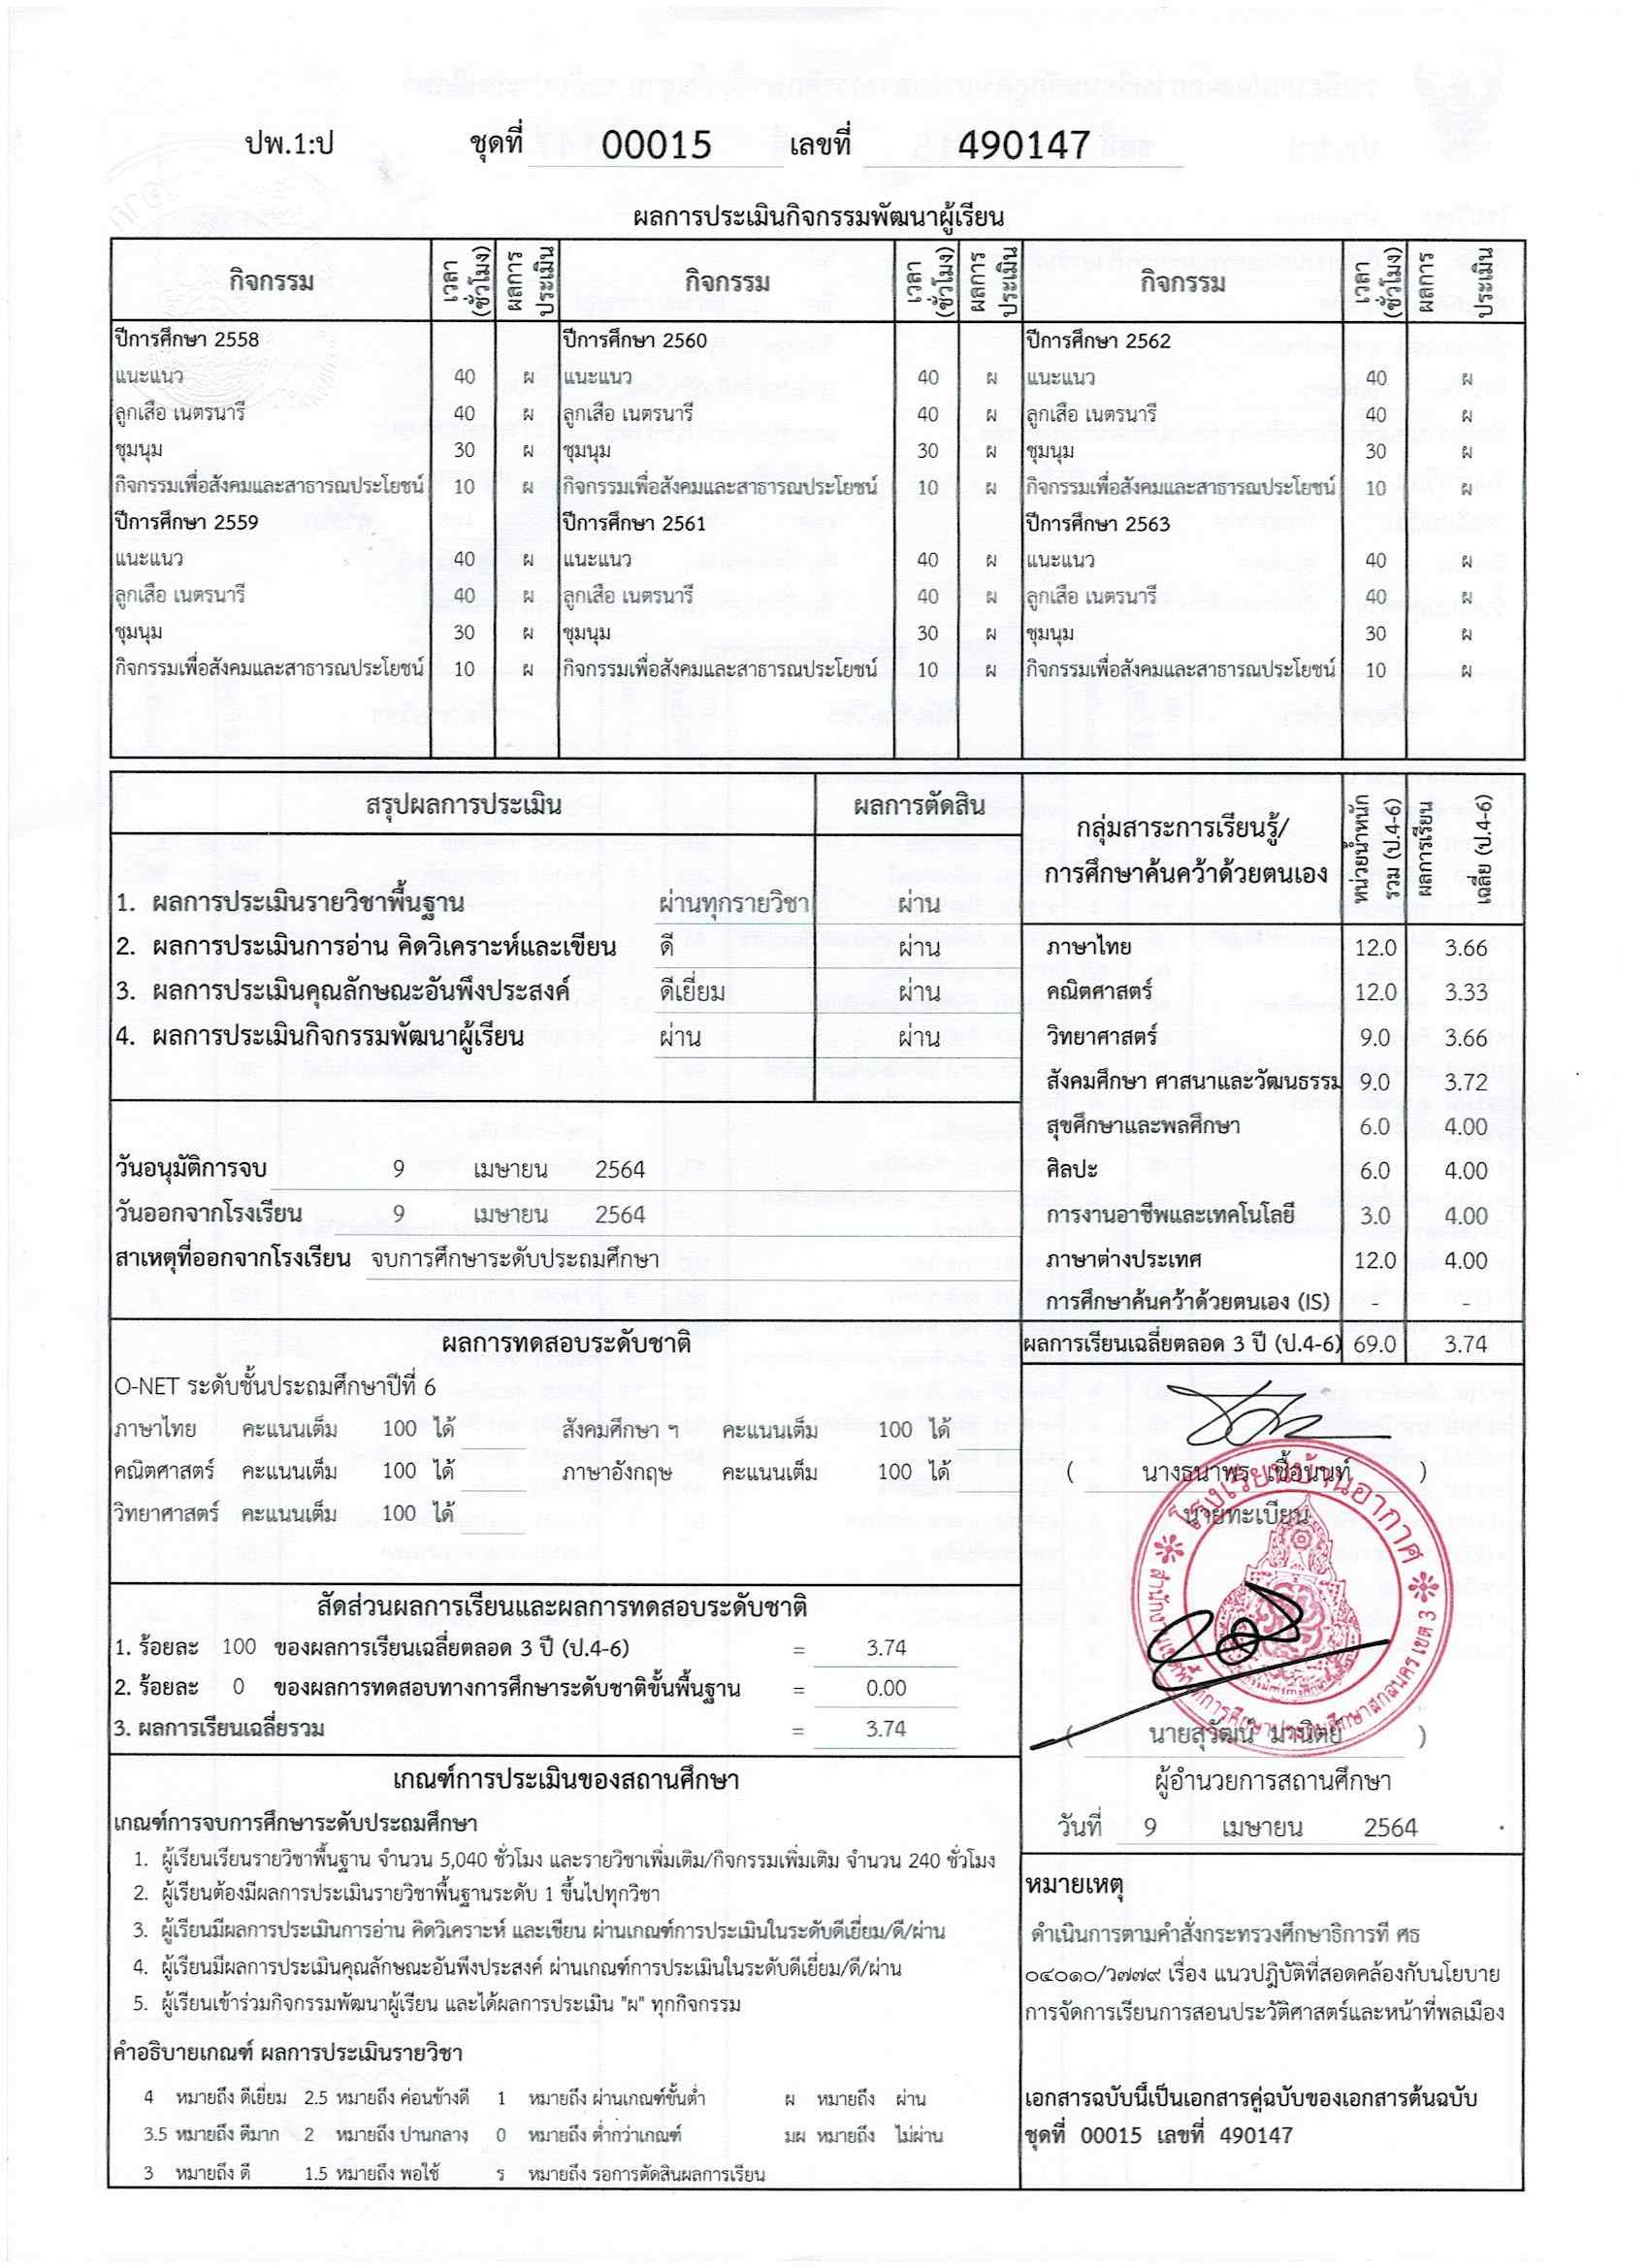 ปพ.1:ป ชุดที่ 00015 เลขที่ 490147
ผลการประเมินกิจกรรมพัฒนาผู้เรียน
กิจกรรม เวลา (ชั่วโมง) ผลการประเมิน กิจกรรม เวลา (ชั่วโมง) ผลการประเมิน กิจกรรม เวลา (ชั่วโมง) ผลการประเมิน
ปีการศึกษา 2558 ปีการศึกษา 2560 ปีการศึกษา 2562
แนะแนว 40 ผ แนะแนว 40 ผ แนะแนว 40 ผ
ลูกเสือ เนตรนารี 40 ผ ลูกเสือ เนตรนารี 40 ผ ลูกเสือ เนตรนารี 40 ผ
ชุมนุม 30 ผ ชุมนุม 30 ผ ชุมนุม 30 ผ
กิจกรรมเพื่อสังคมและสาธารณประโยชน์ 10 ผ กิจกรรมเพื่อสังคมและสาธารณประโยชน์ 10 ผ กิจกรรมเพื่อสังคมและสาธารณประโยชน์ 10 ผ
ปีการศึกษา 2559 ปีการศึกษา 2561 ปีการศึกษา 2563
แนะแนว 40 ผ แนะแนว 40 ผ แนะแนว 40 ผ
ลูกเสือ เนตรนารี 40 ผ ลูกเสือ เนตรนารี 40 ผ ลูกเสือ เนตรนารี 40 ผ
ชุมนุม 30 ผ ชุมนุม 30 ผ ชุมนุม 30 ผ
กิจกรรมเพื่อสังคมและสาธารณประโยชน์ 10 ผ กิจกรรมเพื่อสังคมและสาธารณประโยชน์ 10 ผ กิจกรรมเพื่อสังคมและสาธารณประโยชน์ 10 ผ
สรุปผลการประเมิน ผลการตัดสิน
1. ผลการประเมินรายวิชาพื้นฐาน ผ่านทุกรายวิชา ผ่าน
2. ผลการประเมินการอ่าน คิดวิเคราะห์และเขียน ดี ผ่าน
3. ผลการประเมินคุณลักษณะอันพึงประสงค์ ดีเยี่ยม ผ่าน
4. ผลการประเมินกิจกรรมพัฒนาผู้เรียน ผ่าน ผ่าน
วันอนุมัติการจบ 9 เมษายน 2564
วันออกจากโรงเรียน 9 เมษายน 2564
สาเหตุที่ออกจากโรงเรียน จบการศึกษาระดับประถมศึกษา
กลุ่มสาระการเรียนรู้/
การศึกษาค้นคว้าด้วยตนเอง
หน่วยน้ำหนัก
รวม (ป.4-6)
ผลการเรียน
เฉลี่ย (ป.4-6)
ภาษาไทย 12.0 3.66
คณิตศาสตร์ 12.0 3.33
วิทยาศาสตร์ 9.0 3.66
สังคมศึกษา ศาสนาและวัฒนธรรม 9.0 3.72
สุขศึกษาและพลศึกษา 6.0 4.00
ศิลปะ 6.0 4.00
การงานอาชีพและเทคโนโลยี 3.0 4.00
ภาษาต่างประเทศ 12.0 4.00
การศึกษาค้นคว้าด้วยตนเอง (IS) - -
ผลการเรียนเฉลี่ยตลอด 3 ปี (ป.4-6) 69.0 3.74
ผลการทดสอบระดับชาติ
O-NET ระดับชั้นประถมศึกษาปีที่ 6
ภาษาไทย คะแนนเต็ม 100 ได้ สังคมศึกษา ฯ คะแนนเต็ม 100 ได้
คณิตศาสตร์ คะแนนเต็ม 100 ได้ ภาษาอังกฤษ คะแนนเต็ม 100 ได้
วิทยาศาสตร์ คะแนนเต็ม 100 ได้
สัดส่วนผลการเรียนและผลการทดสอบระดับชาติ
1. ร้อยละ 100 ของผลการเรียนเฉลี่ยตลอด 3 ปี (ป.4-6) = 3.74
2. ร้อยละ 0 ของผลการทดสอบทางการศึกษาระดับชาติขั้นพื้นฐาน = 0.00
3. ผลการเรียนเฉลี่ยรวม = 3.74
( นางธนาพร เชื้อนนท์ )
นายทะเบียน
โรงเรียนบ้านอากาศ
สำนักงานเขตพื้นที่การศึกษาประถมศึกษาสกลนคร เขต 3
( นายสุวัฒน์ มานิตย์ )
ผู้อำนวยการสถานศึกษา
วันที่ 9 เมษายน 2564
เกณฑ์การประเมินของสถานศึกษา
เกณฑ์การจบการศึกษาระดับประถมศึกษา
1. ผู้เรียนเรียนรายวิชาพื้นฐาน จำนวน 5,040 ชั่วโมง และรายวิชาเพิ่มเติม/กิจกรรมเพิ่มเติม จำนวน 240 ชั่วโมง
2. ผู้เรียนต้องมีผลการประเมินรายวิชาพื้นฐานระดับ 1 ขึ้นไปทุกวิชา
3. ผู้เรียนมีผลการประเมินการอ่าน คิดวิเคราะห์ และเขียน ผ่านเกณฑ์การประเมินในระดับดีเยี่ยม/ดี/ผ่าน
4. ผู้เรียนมีผลการประเมินคุณลักษณะอันพึงประสงค์ ผ่านเกณฑ์การประเมินในระดับดีเยี่ยม/ดี/ผ่าน
5. ผู้เรียนเข้าร่วมกิจกรรมพัฒนาผู้เรียน และได้ผลการประเมิน "ผ" ทุกกิจกรรม
คำอธิบายเกณฑ์ ผลการประเมินรายวิชา
4 หมายถึง ดีเยี่ยม 2.5 หมายถึง ค่อนข้างดี 1 หมายถึง ผ่านเกณฑ์ขั้นต่ำ ผ หมายถึง ผ่าน
3.5 หมายถึง ดีมาก 2 หมายถึง ปานกลาง 0 หมายถึง ต่ำกว่าเกณฑ์ มผ หมายถึง ไม่ผ่าน
3 หมายถึง ดี 1.5 หมายถึง พอใช้ ร หมายถึง รอการตัดสินผลการเรียน
หมายเหตุ
ดำเนินการตามคำสั่งกระทรวงศึกษาธิการที่ ศธ
๐๔๐๑๐/ว๗๗๙ เรื่อง แนวปฎิบัติที่สอดคล้องกับนโยบาย
การจัดการเรียนการสอนประวัติศาสตร์และหน้าที่พลเมือง
เอกสารฉบับนี้เป็นเอกสารคู่ฉบับของเอกสารต้นฉบับ
ชุดที่ 00015 เลขที่ 490147